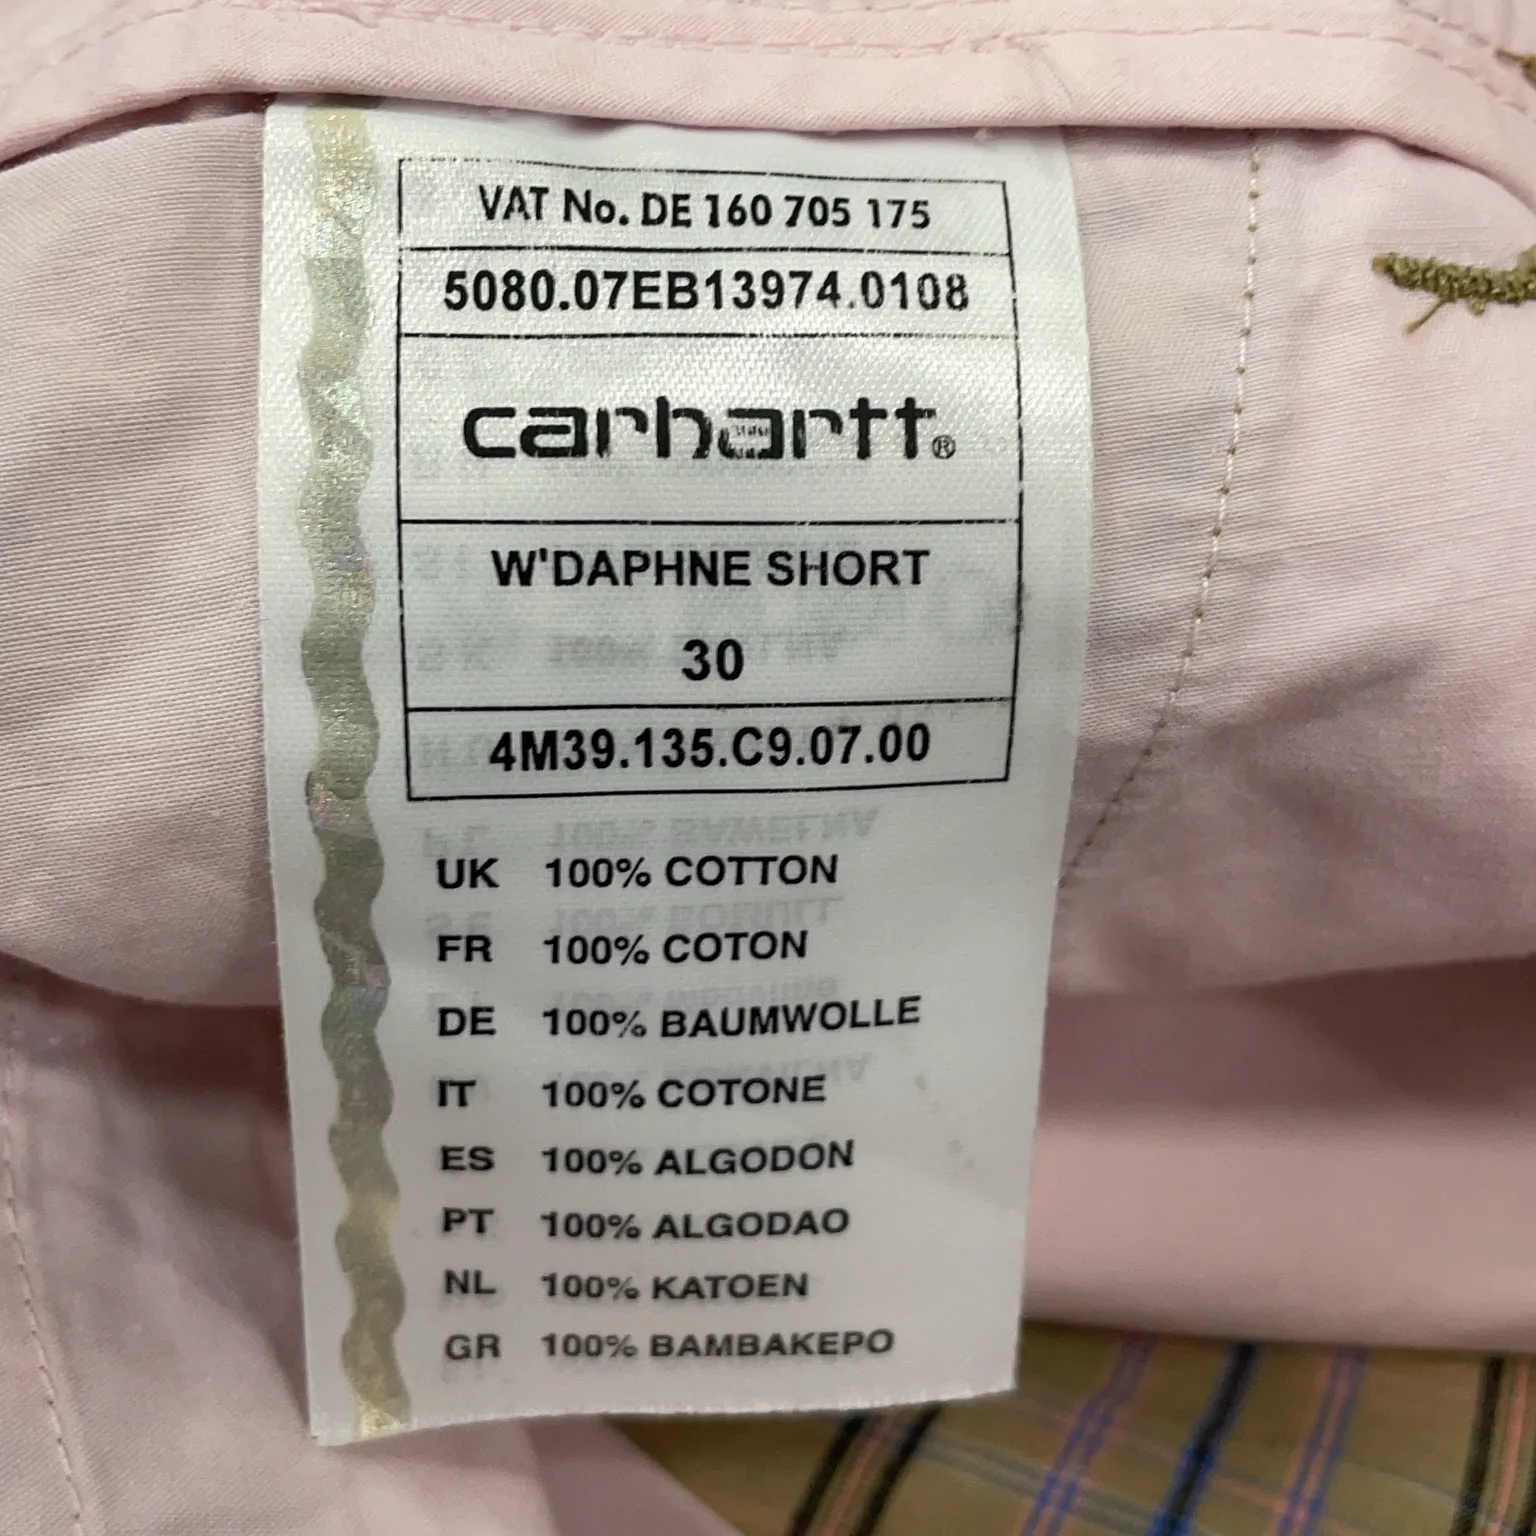 VAT No. DE 160 705 175
5080.07EB13974.0108
carhartt®
W'DAPHNE SHORT
30
4M39.135.C9.07.00
UK 100% COTTON
FR 100% COTON
DE 100% BAUMWOLLE
IT 100% COTONE
ES 100% ALGODON
PT 100% ALGODAO
NL 100% KATOEN
GR 100% BAMBAKEPO